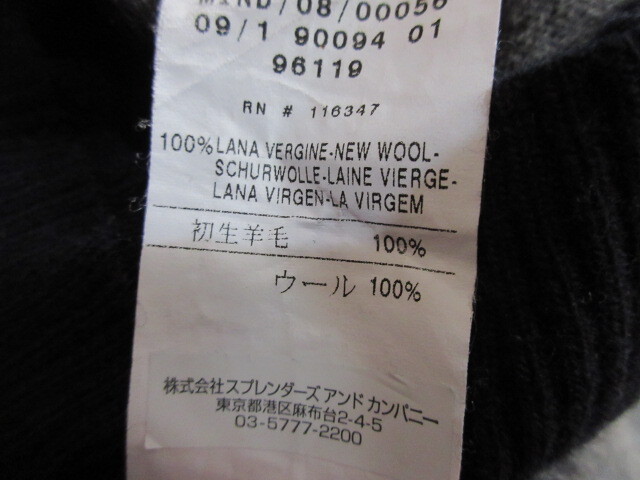 MIND/08/00056
09/1 90094 01
96119
RN # 116347
100%LANA VERGINE-NEW WOOL-
SCHURWOLLE-LAINE VIERGE-
LANA VIRGEN-LA VIRGEM
初生羊毛 100%
ウール 100%
株式会社スプレンダーズ アンド カンパニー
東京都港区麻布台2-4-5
03-5777-2200